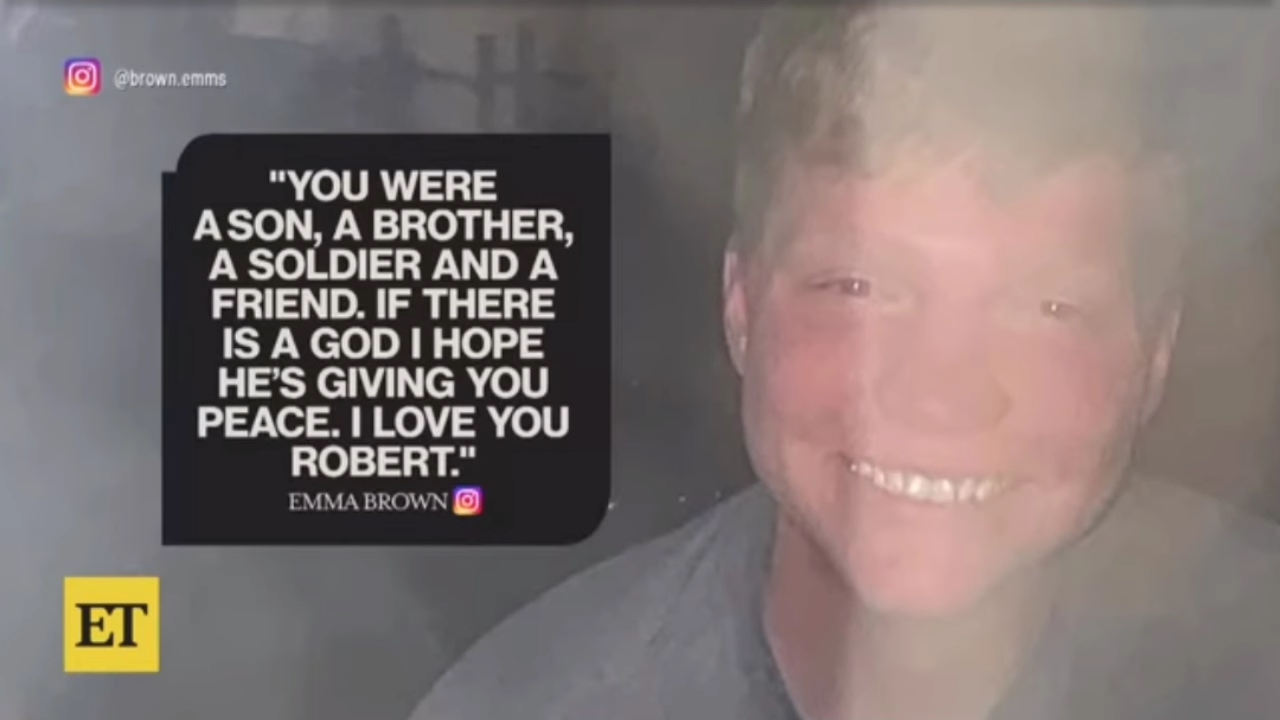 @brown.emms
"YOU WERE
A SON, A BROTHER,
A SOLDIER AND A
FRIEND. IF THERE
IS A GOD I HOPE
HE'S GIVING YOU
PEACE. I LOVE YOU
ROBERT."
EMMA BROWN
ET